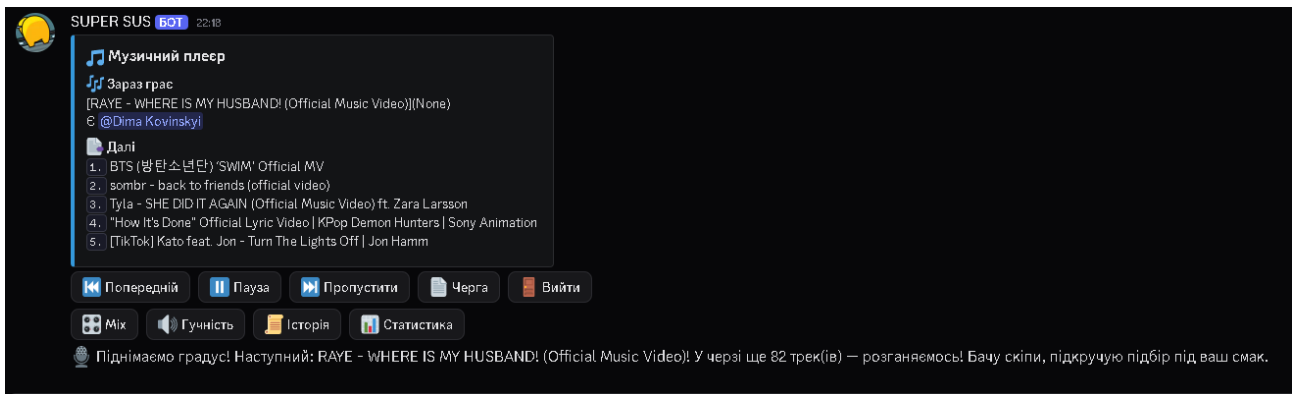 SUPER SUS БОТ 22:18
Музичний плеєр
Зараз грає
[RAYE - WHERE IS MY HUSBAND! (Official Music Video)](None)
Є @Dima Kovinskyi
Далі
1. BTS (방탄소년단) ‘SWIM’ Official MV
2. sombr - back to friends (official video)
3. Tyla - SHE DID IT AGAIN (Official Music Video) ft. Zara Larsson
4. "How It's Done" Official Lyric Video | KPop Demon Hunters | Sony Animation
5. [TikTok] Kato feat. Jon - Turn The Lights Off | Jon Hamm
Попередній Пауза Пропустити Черга Вийти
Mix Гучність Історія Статистика
Піднімаємо градус! Наступний: RAYE - WHERE IS MY HUSBAND! (Official Music Video)! У черзі ще 82 трек(ів) — розганяємось! Бачу скіпи, підкручую підбір під ваш смак.